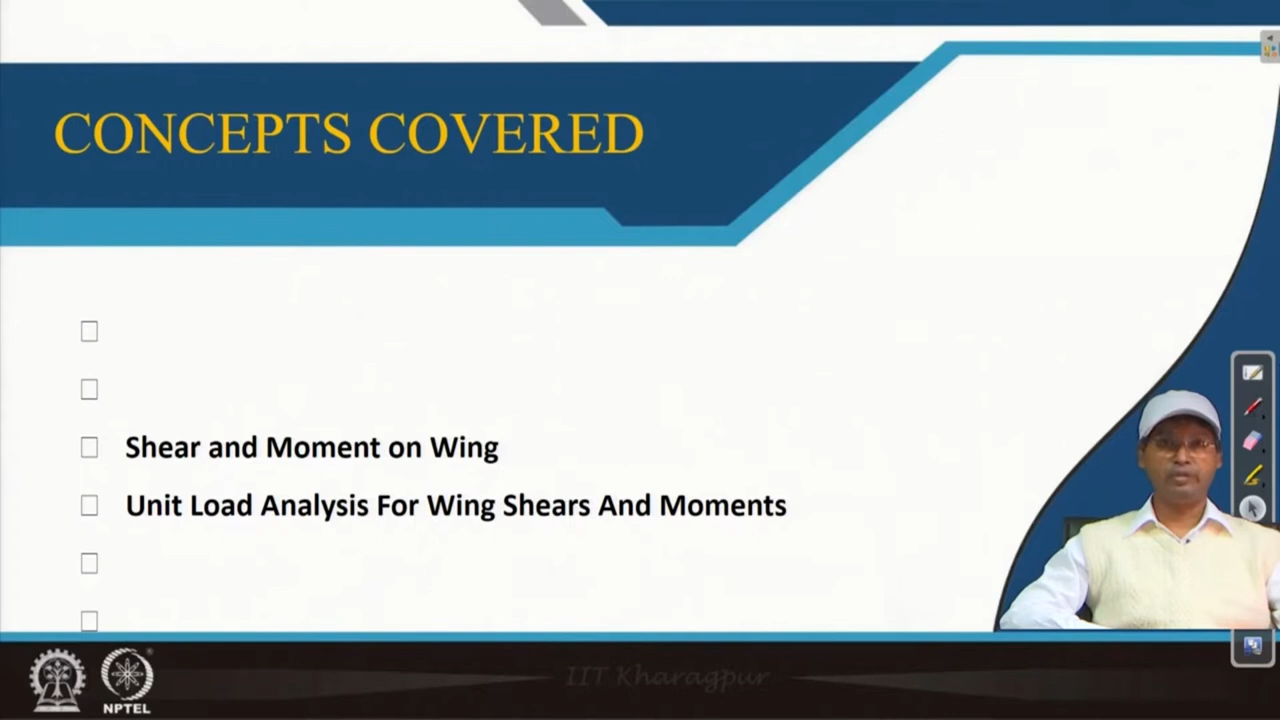 CONCEPTS COVERED
Shear and Moment on Wing
Unit Load Analysis For Wing Shears And Moments
IIT Kharagpur
NPTEL